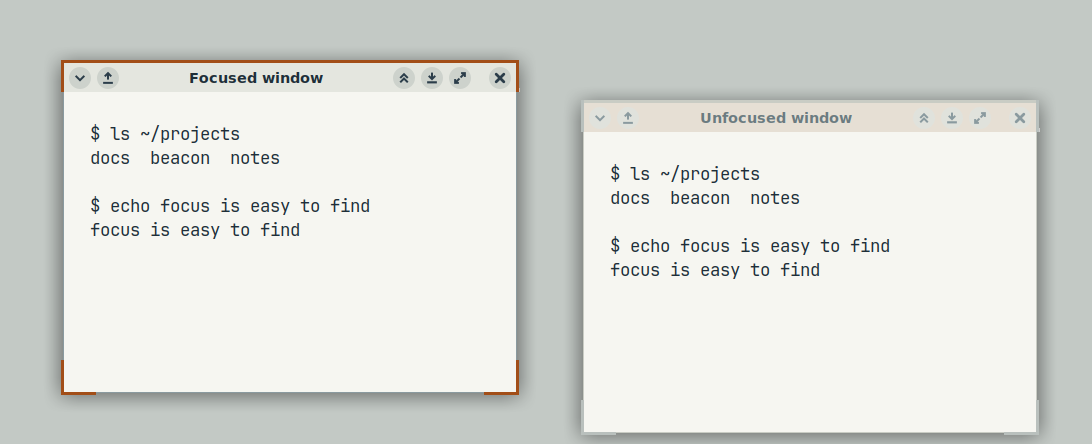 Focused window
$ ls ~/projects
docs  beacon  notes
$ echo focus is easy to find
focus is easy to find
Unfocused window
$ ls ~/projects
docs  beacon  notes
$ echo focus is easy to find
focus is easy to find